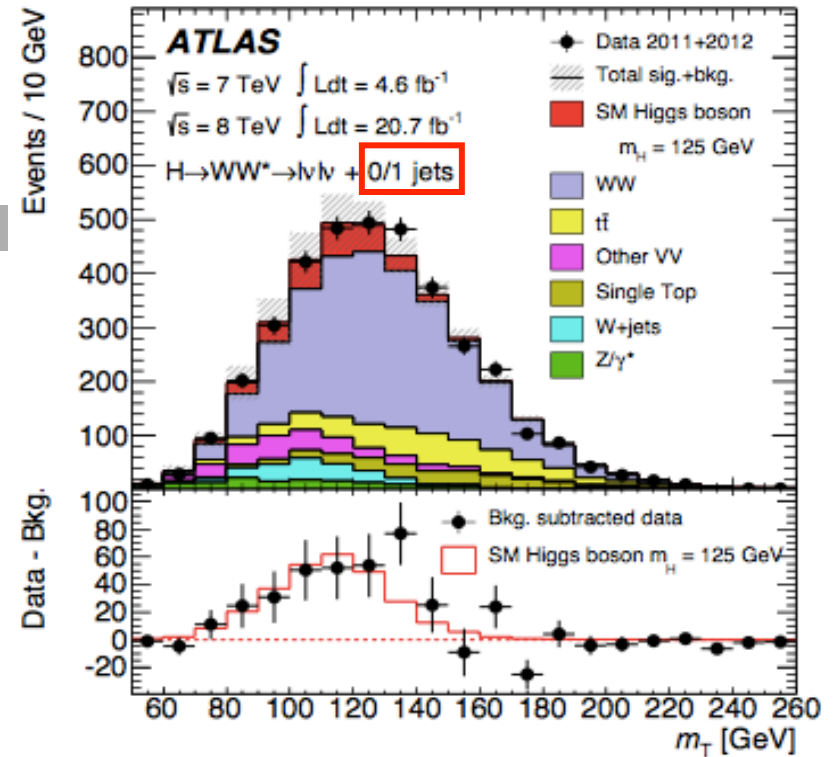 Events / 10 GeV
800
700
600
500
400
300
200
100
ATLAS
√s = 7 TeV ∫ Ldt = 4.6 fb⁻¹
√s = 8 TeV ∫ Ldt = 20.7 fb⁻¹
H→WW*→lνlν + 0/1 jets
Data 2011+2012
Total sig.+bkg.
SM Higgs boson
m_H = 125 GeV
WW
tt̄
Other VV
Single Top
W+jets
Z/γ*
Data - Bkg.
100
80
60
40
20
0
-20
Bkg. subtracted data
SM Higgs boson m_H = 125 GeV
60 80 100 120 140 160 180 200 220 240 260
m_T [GeV]